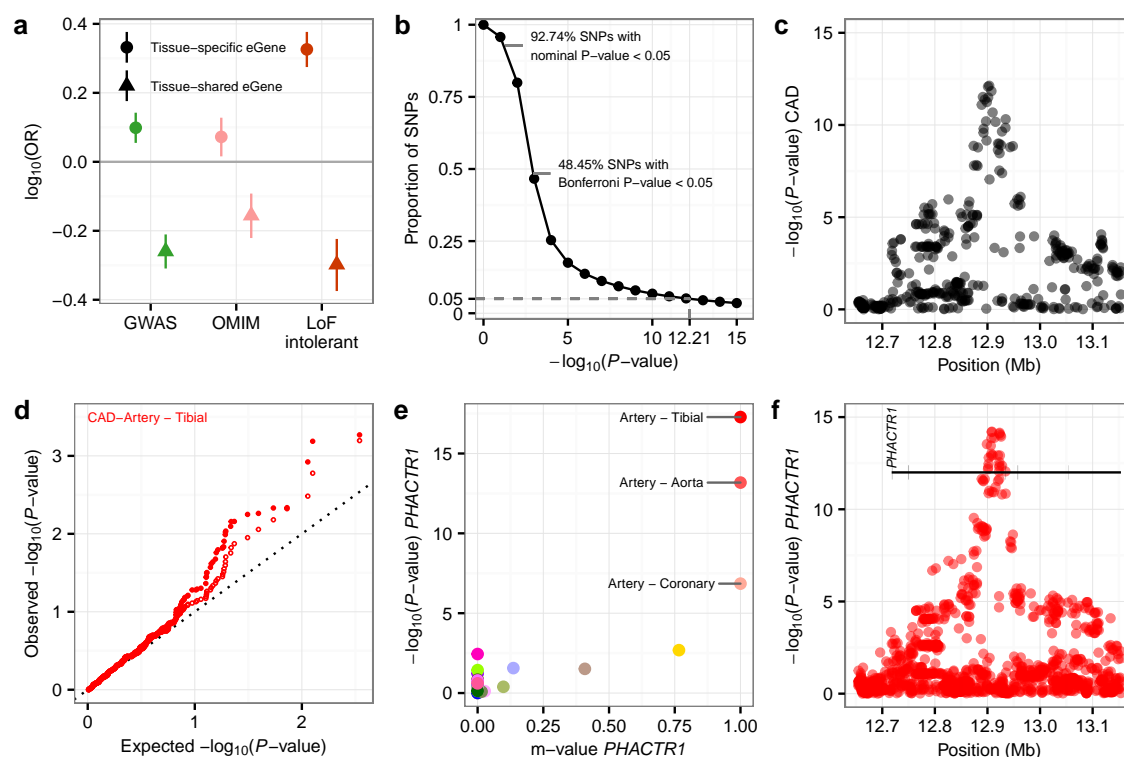 a
0.4
0.2
0.0
−0.2
−0.4
log10(OR)
Tissue−specific eGene
Tissue−shared eGene
GWAS
OMIM
LoF
intolerant
b
1
0.75
0.5
0.25
0.05
0
Proportion of SNPs
92.74% SNPs with
nominal P−value < 0.05
48.45% SNPs with
Bonferroni P−value < 0.05
0 5 10 12.21 15
−log10(P−value)
c
15
10
5
0
−log10(P−value) CAD
12.7 12.8 12.9 13.0 13.1
Position (Mb)
d
CAD−Artery − Tibial
3
2
1
0
Observed −log10(P−value)
0 1 2
Expected −log10(P−value)
e
15
10
5
0
−log10(P−value) PHACTR1
Artery − Tibial
Artery − Aorta
Artery − Coronary
0.00 0.25 0.50 0.75 1.00
m−value PHACTR1
f
15
10
5
0
−log10(P−value) PHACTR1
PHACTR1
12.7 12.8 12.9 13.0 13.1
Position (Mb)